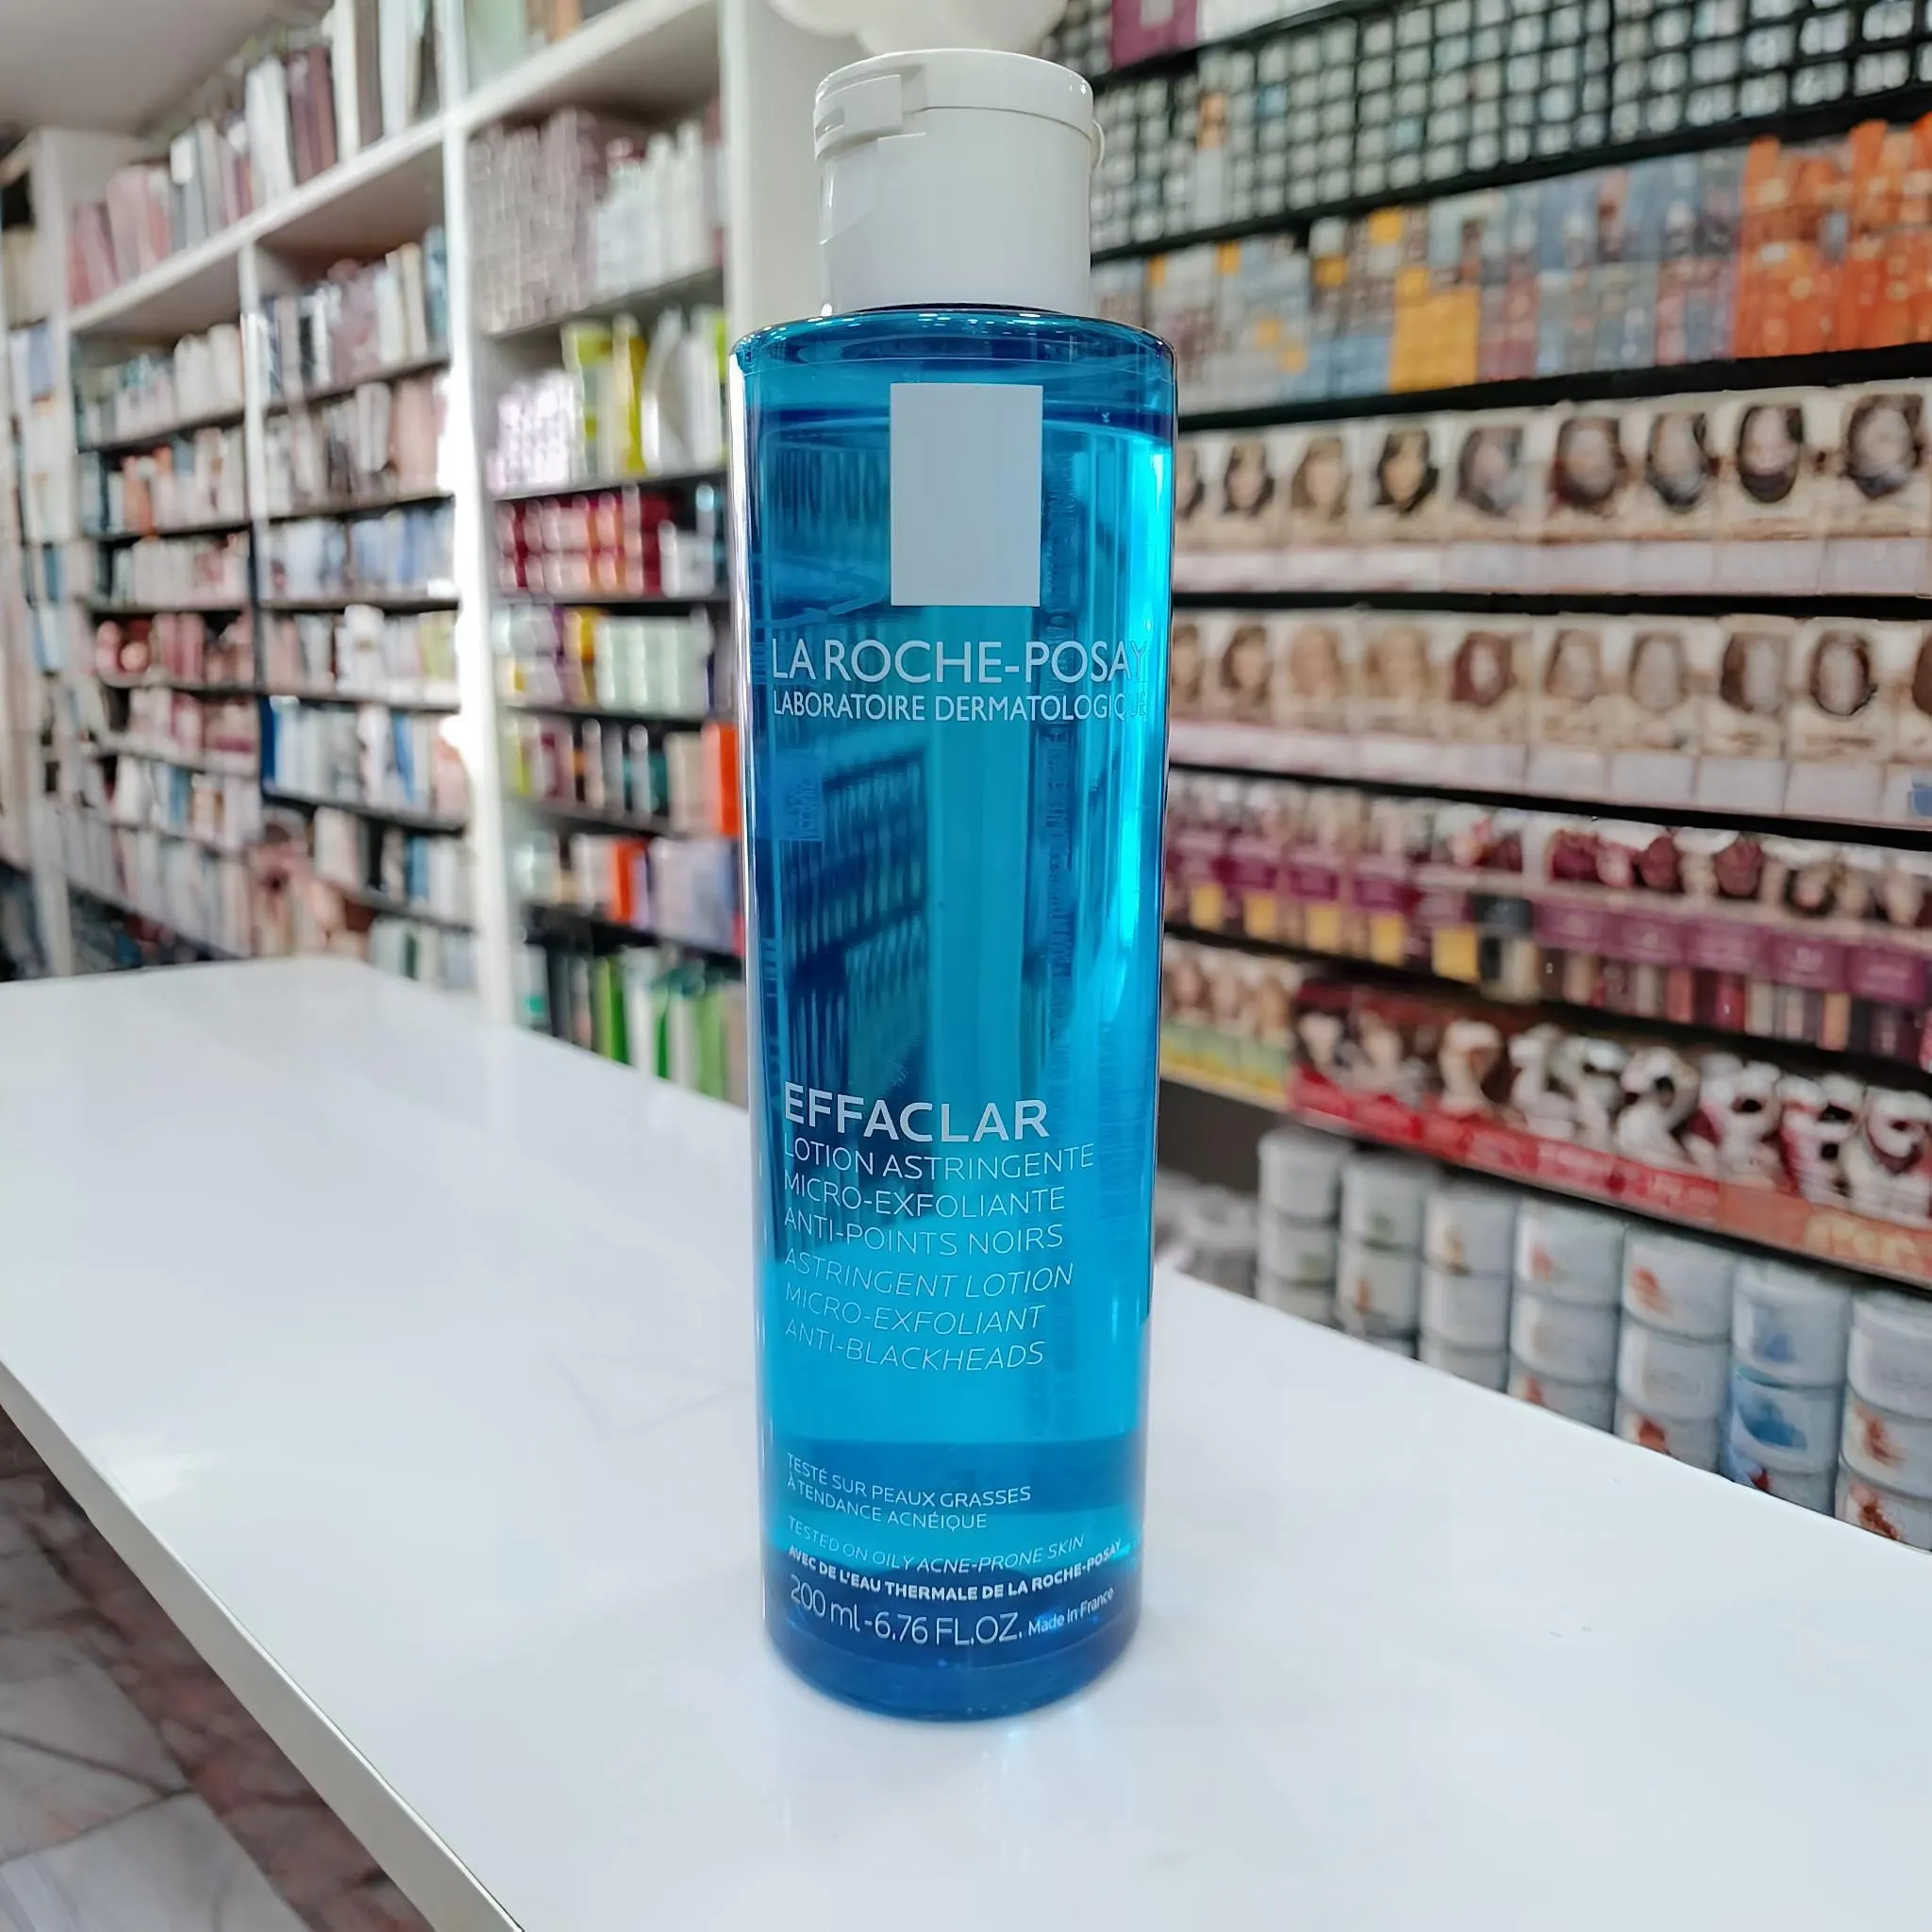 LA ROCHE-POSAY
LABORATOIRE DERMATOLOGIQUE
EFFACLAR
LOTION ASTRINGENTE
MICRO-EXFOLIANTE
ANTI-POINTS NOIRS
ASTRINGENT LOTION
MICRO-EXFOLIANT
ANTI-BLACKHEADS
TESTÉ SUR PEAUX GRASSES
À TENDANCE ACNÉIQUE
TESTED ON OILY ACNE-PRONE SKIN
AVEC DE L'EAU THERMALE DE LA ROCHE-POSAY
200 ml - 6.76 FL.OZ. Made in France